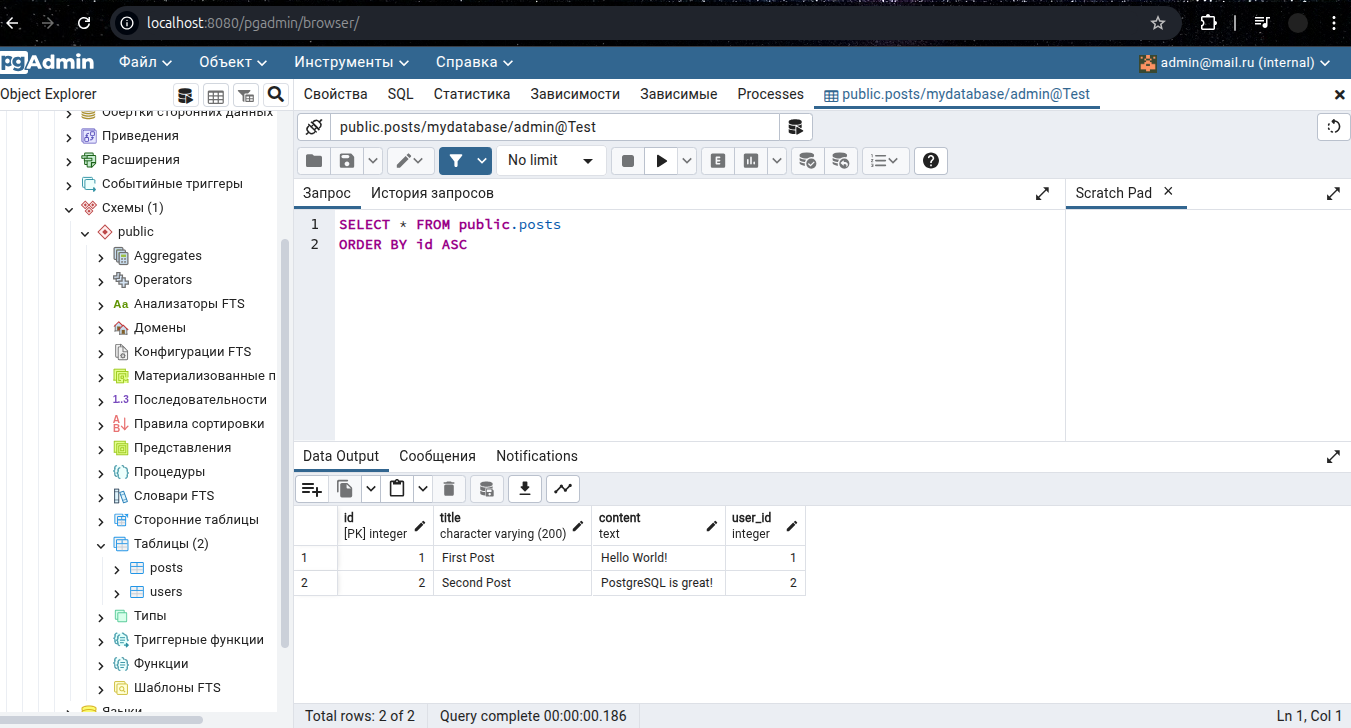 localhost:8080/pgadmin/browser/
pgAdmin Файл Объект Инструменты Справка admin@mail.ru (internal)
Object Explorer
Свойства SQL Статистика Зависимости Зависимые Processes public.posts/mydatabase/admin@Test
Обертки сторонних данных
Приведения
Расширения
Событийные триггеры
Схемы (1)
public
Aggregates
Operators
Aa Анализаторы FTS
Домены
Конфигурации FTS
Материализованные п
1..3 Последовательности
Правила сортировки
Представления
Процедуры
Словари FTS
Сторонние таблицы
Таблицы (2)
posts
users
Типы
Триггерные функции
Функции
Шаблоны FTS
Языки
public.posts/mydatabase/admin@Test
No limit E
Запрос История запросов
Scratch Pad
1 SELECT * FROM public.posts
2 ORDER BY id ASC
Data Output Сообщения Notifications
id title content user_id
[PK] integer character varying (200) text integer
1 1 First Post Hello World! 1
2 2 Second Post PostgreSQL is great! 2
Total rows: 2 of 2 Query complete 00:00:00.186 Ln 1, Col 1